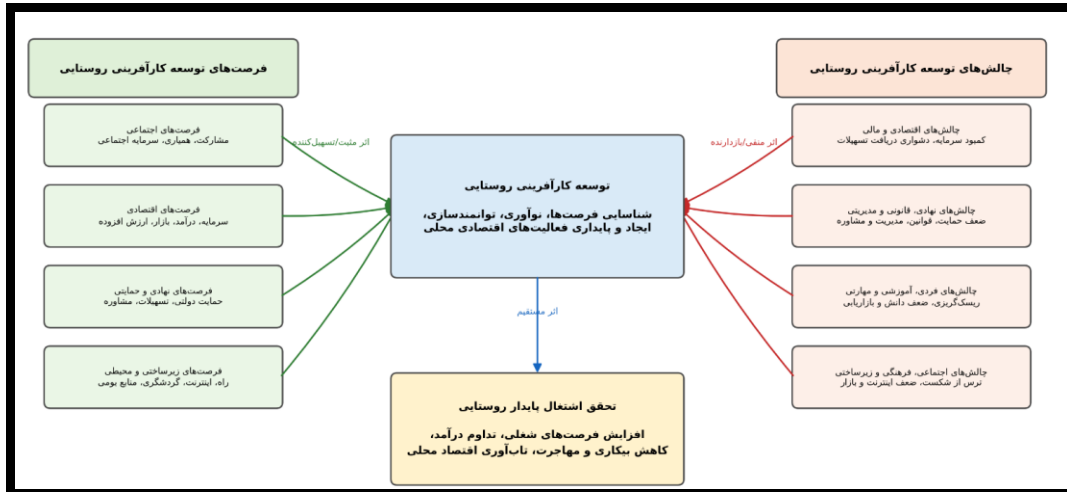 چالش‌های توسعه کارآفرینی روستایی
چالش‌های اقتصادی و مالی
کمبود سرمایه، دشواری دریافت تسهیلات
چالش‌های نهادی، قانونی و مدیریتی
ضعف حمایت، قوانین، مدیریت و مشاوره
چالش‌های فردی، آموزشی و مهارتی
ریسک‌گریزی، ضعف دانش و بازاریابی
چالش‌های اجتماعی، فرهنگی و زیرساختی
ترس از شکست، ضعف اینترنت و بازار
اثر منفی/بازدارنده
توسعه کارآفرینی روستایی
شناسایی فرصت‌ها، نوآوری، توانمندسازی،
ایجاد و پایداری فعالیت‌های اقتصادی محلی
اثر مستقیم
تحقق اشتغال پایدار روستایی
افزایش فرصت‌های شغلی، تداوم درآمد،
کاهش بیکاری و مهاجرت، تاب‌آوری اقتصاد محلی
اثر مثبت/تسهیل‌کننده
فرصت‌های توسعه کارآفرینی روستایی
فرصت‌های اجتماعی
مشارکت، همیاری، سرمایه اجتماعی
فرصت‌های اقتصادی
سرمایه، درآمد، بازار، ارزش افزوده
فرصت‌های نهادی و حمایتی
حمایت دولتی، تسهیلات، مشاوره
فرصت‌های زیرساختی و محیطی
راه، اینترنت، گردشگری، منابع بومی